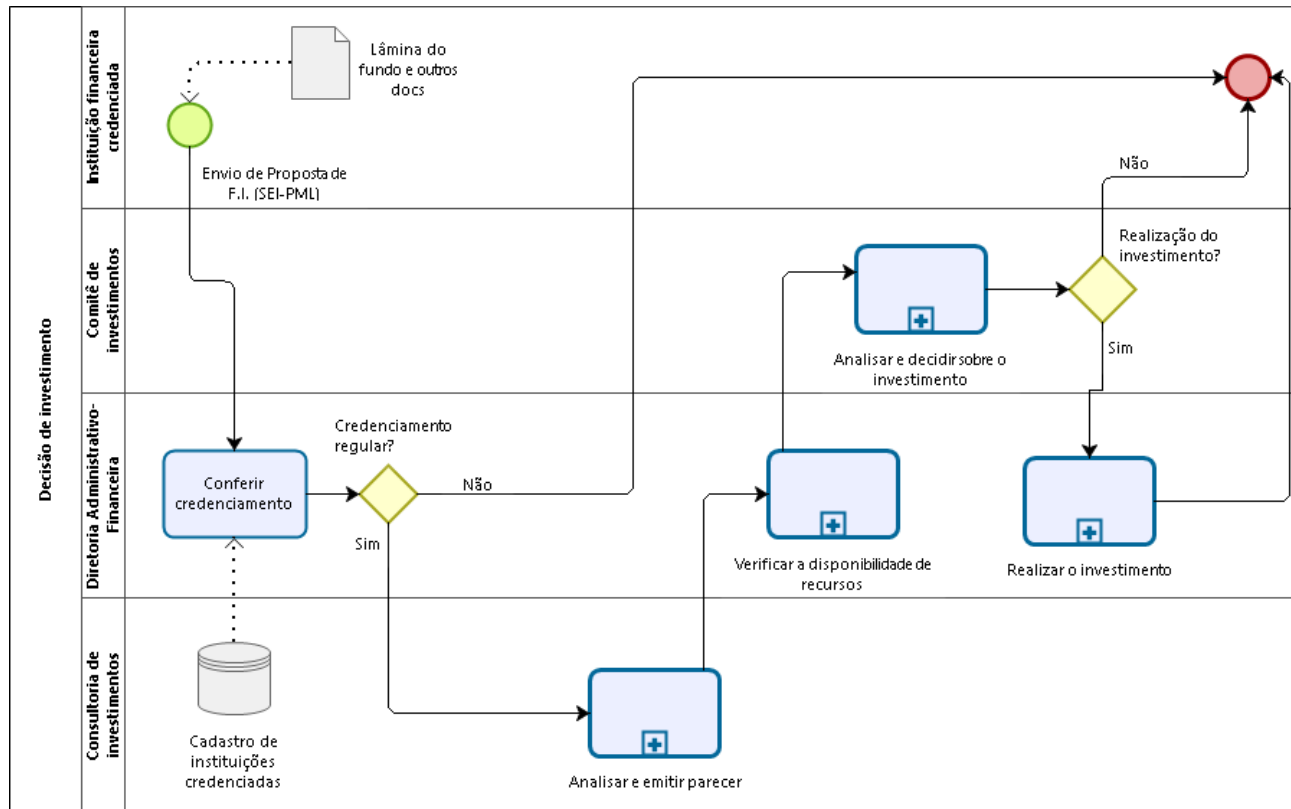 Decisão de investimento
Instituição financeira
credenciada
Lâmina do
fundo e outros
docs
Envio de Proposta de
F.I. (SEI-PML)
Não
Comitê de
investimentos
Realização do
investimento?
Analisar e decidir sobre o
investimento
Sim
Diretoria Administrativo-
Financeira
Conferir
credenciamento
Credenciamento
regular?
Não
Sim
Verificar a disponibilidade de
recursos
Realizar o investimento
Consultoria de
investimentos
Cadastro de
instituições
credenciadas
Analisar e emitir parecer